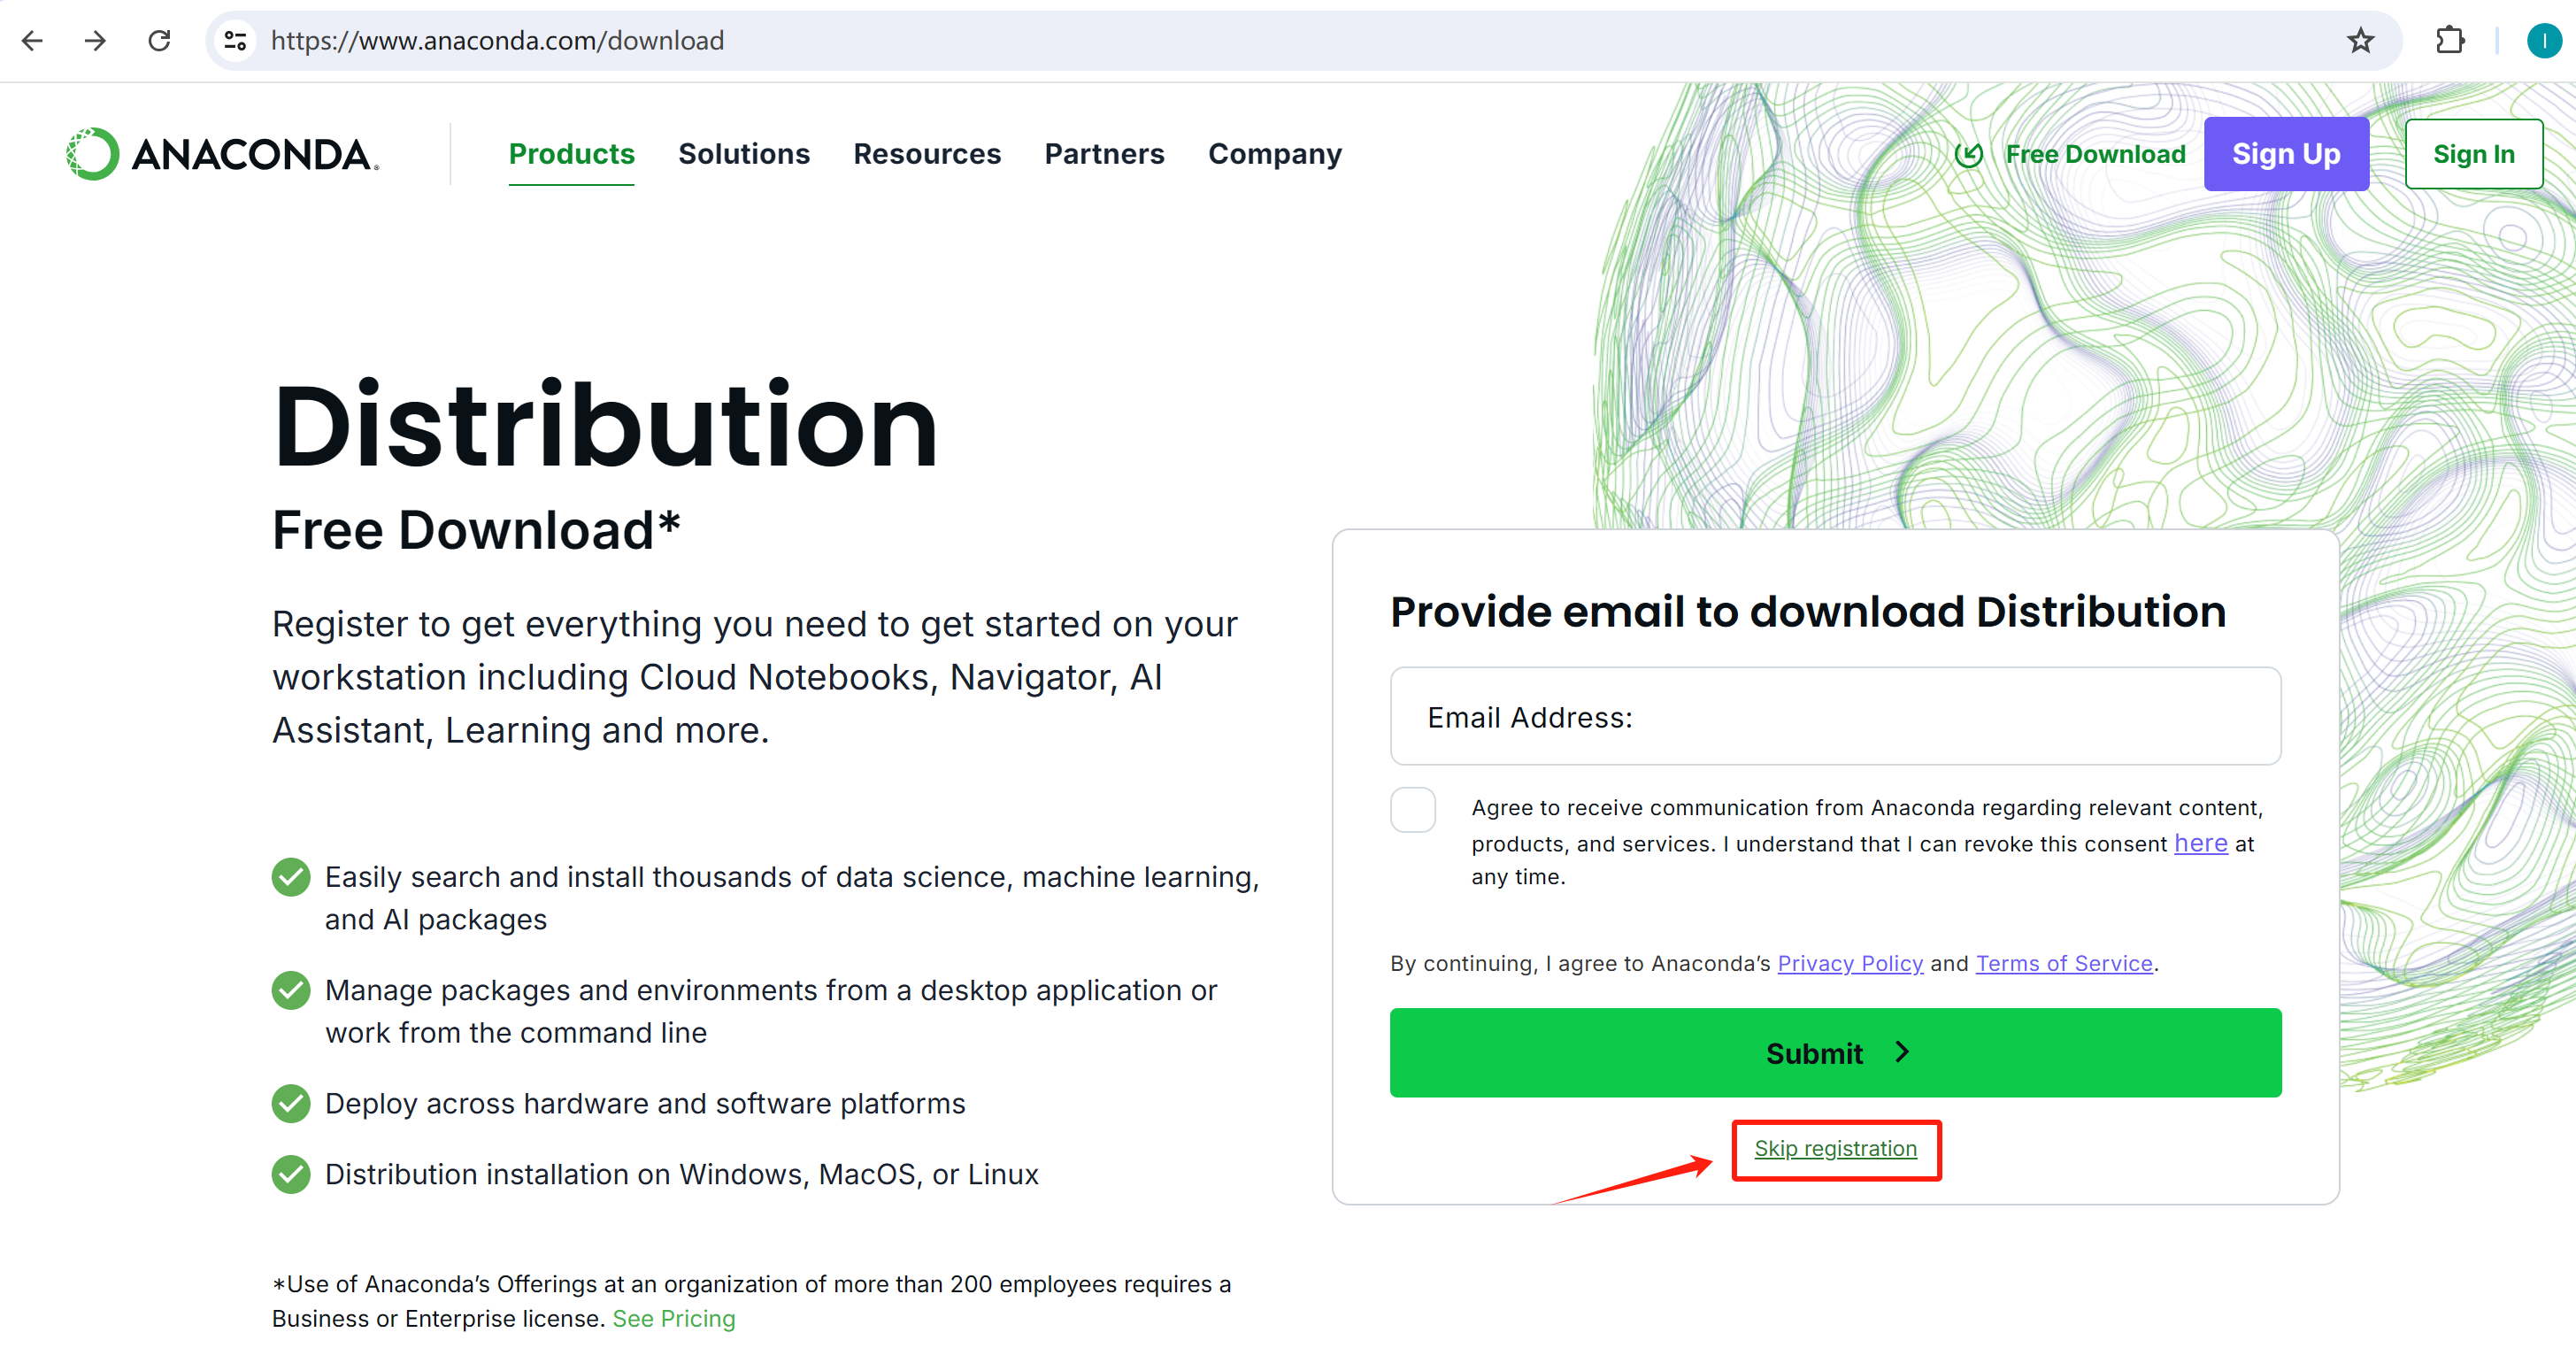 https://www.anaconda.com/download
I
ANACONDA®
Products Solutions Resources Partners Company Free Download Sign Up Sign In
Distribution
Free Download*
Register to get everything you need to get started on your
workstation including Cloud Notebooks, Navigator, AI
Assistant, Learning and more.
Easily search and install thousands of data science, machine learning,
and AI packages
Manage packages and environments from a desktop application or
work from the command line
Deploy across hardware and software platforms
Distribution installation on Windows, MacOS, or Linux
*Use of Anaconda’s Offerings at an organization of more than 200 employees requires a
Business or Enterprise license. See Pricing
Provide email to download Distribution
Email Address:
Agree to receive communication from Anaconda regarding relevant content,
products, and services. I understand that I can revoke this consent here at
any time.
By continuing, I agree to Anaconda’s Privacy Policy and Terms of Service.
Submit
Skip registration